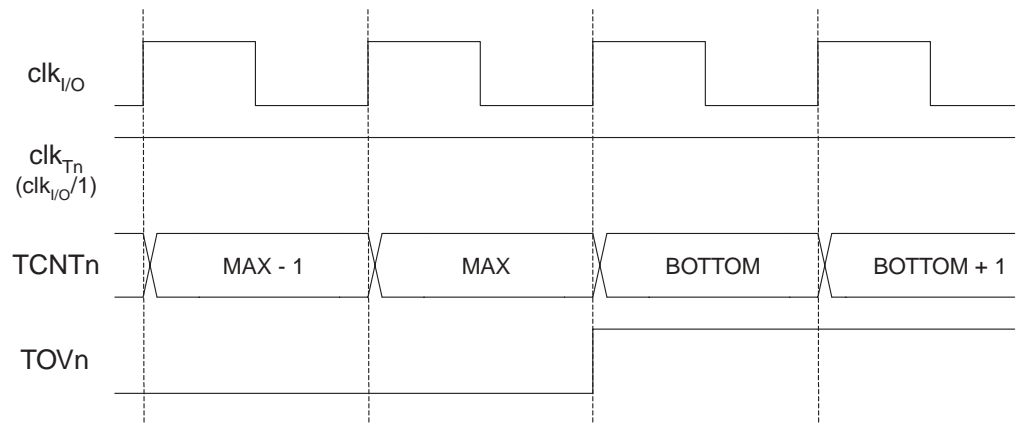 clkI/O
clkTn
(clkI/O/1)
TCNTn MAX - 1 MAX BOTTOM BOTTOM + 1
TOVn